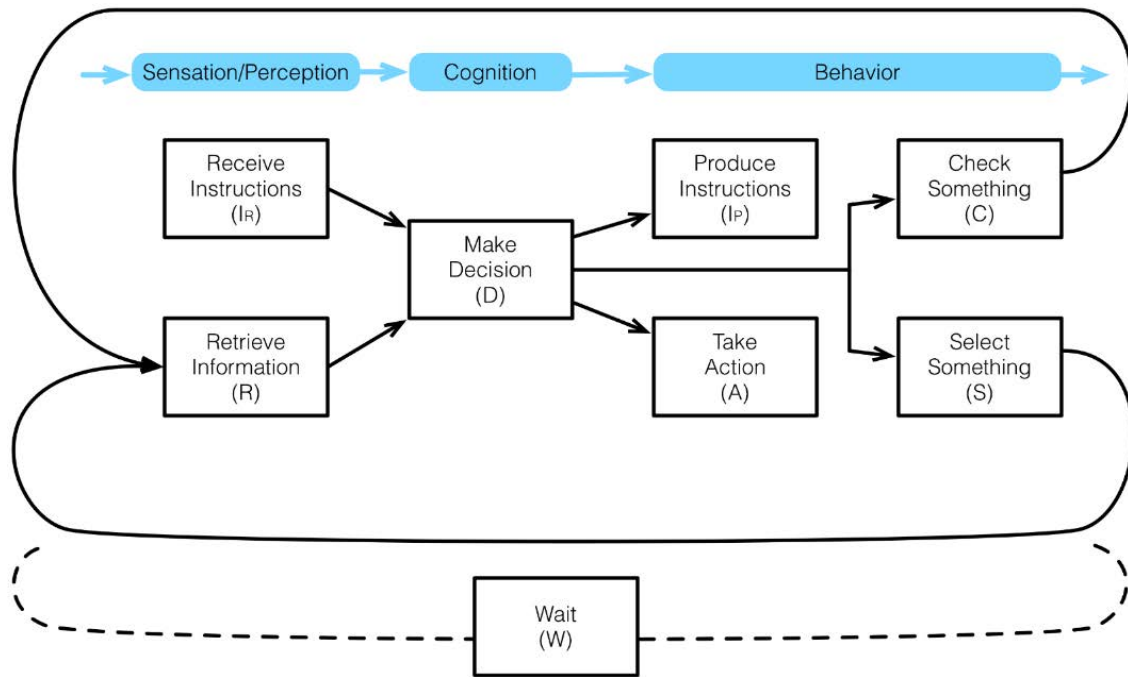 Sensation/Perception
Cognition
Behavior
Receive
Instructions
(IR)
Produce
Instructions
(IP)
Check
Something
(C)
Make
Decision
(D)
Retrieve
Information
(R)
Take
Action
(A)
Select
Something
(S)
Wait
(W)